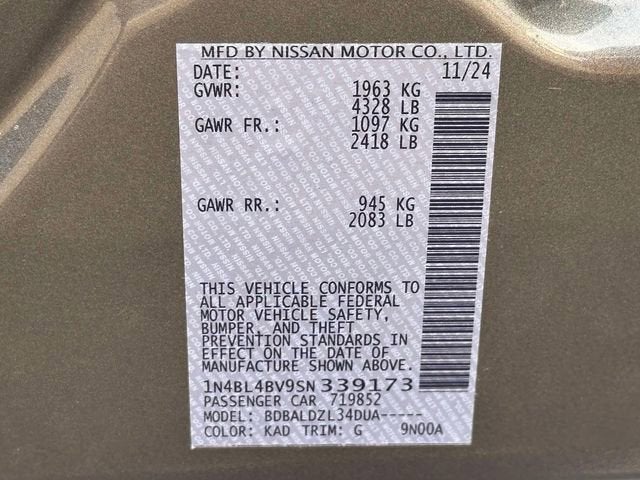 MFD BY NISSAN MOTOR CO., LTD.
DATE: 11/24
GVWR: 1963 KG
4328 LB
GAWR FR.: 1097 KG
2418 LB
GAWR RR.: 945 KG
2083 LB
THIS VEHICLE CONFORMS TO
ALL APPLICABLE FEDERAL
MOTOR VEHICLE SAFETY,
BUMPER, AND THEFT
PREVENTION STANDARDS IN
EFFECT ON THE DATE OF
MANUFACTURE SHOWN ABOVE.
1N4BL4BV9SN339173
PASSENGER CAR 719852
MODEL: BDBALDZL34DUA-----
COLOR: KAD TRIM: G 9N00A